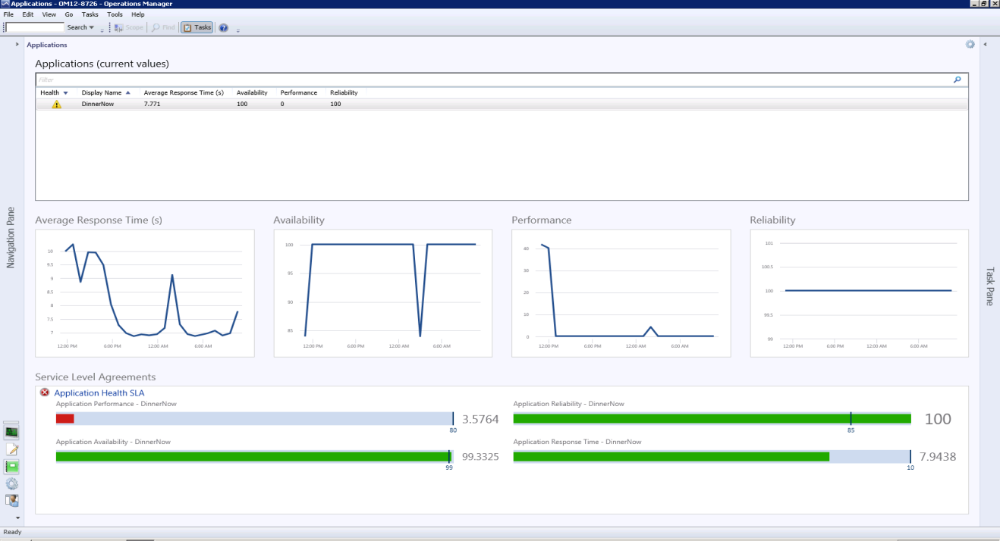 Applications - OM12-8726 - Operations Manager
File Edit View Go Tasks Tools Help
Search Scope Find Tasks
Applications
Applications (current values)
Filter
Health Display Name Average Response Time (s) Availability Performance Reliability
DinnerNow 7.771 100 0 100
Navigation Pane
Task Pane
Average Response Time (s)
10
9.5
9
8.5
8
7.5
7
12:00 PM 6:00 PM 12:00 AM 6:00 AM
Availability
100
95
90
85
12:00 PM 6:00 PM 12:00 AM 6:00 AM
Performance
40
30
20
10
0
12:00 PM 6:00 PM 12:00 AM 6:00 AM
Reliability
101
100.5
100
99.5
99
12:00 PM 6:00 PM 12:00 AM 6:00 AM
Service Level Agreements
Application Health SLA
Application Performance - DinnerNow
3.5764
80
Application Reliability - DinnerNow
100
85
Application Availability - DinnerNow
99.3325
99
Application Response Time - DinnerNow
7.9438
10
Ready